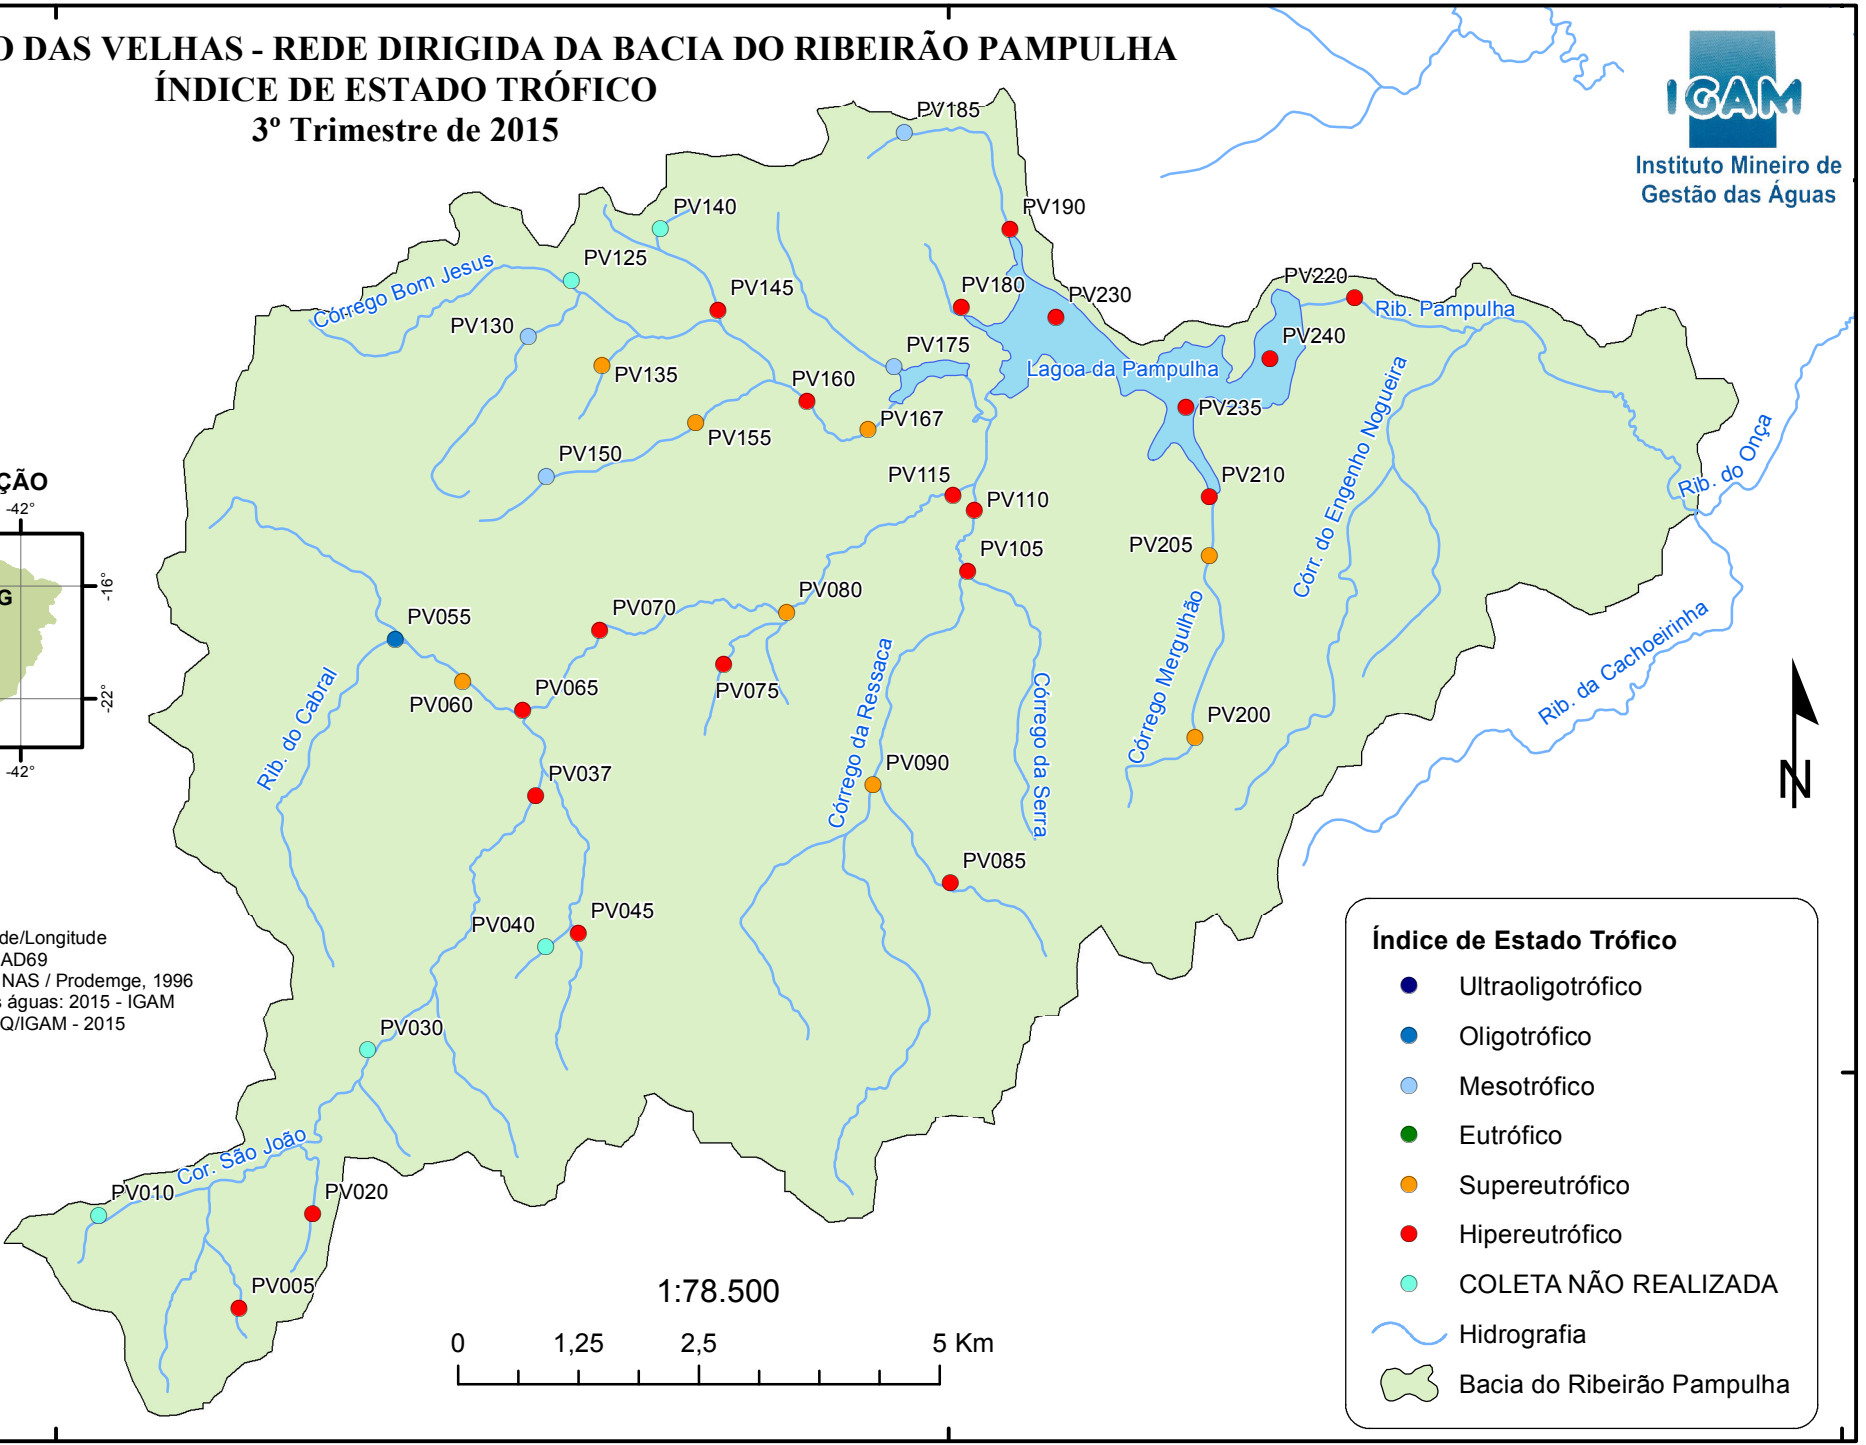 O DAS VELHAS - REDE DIRIGIDA DA BACIA DO RIBEIRÃO PAMPULHA
ÍNDICE DE ESTADO TRÓFICO
3º Trimestre de 2015
IGAM
Instituto Mineiro de
Gestão das Águas
PV185
PV140
PV190
PV125
Córrego Bom Jesus
PV145
PV180
PV230
PV220
Rib. Pampulha
PV130
PV240
PV175
PV135
Lagoa da Pampulha
PV160
PV235
PV167
PV155
PV150
PV115
PV110
PV210
Córr. do Engenho Nogueira
Rib. do Onça
ÇÃO
-42°
-16°
G
-22°
-42°
PV105
PV205
PV080
PV070
PV055
PV075
PV065
PV060
Rib. do Cabral
Córrego da Ressaca
Córrego da Serra
Córrego Mergulhão
Rib. da Cachoeirinha
PV200
N
PV037
PV090
PV085
PV045
PV040
de/Longitude
AD69
NAS / Prodemge, 1996
s águas: 2015 - IGAM
Q/IGAM - 2015
PV030
Cor. São João
PV010
PV020
PV005
1:78.500
0 1,25 2,5 5 Km
Índice de Estado Trófico
Ultraoligotrófico
Oligotrófico
Mesotrófico
Eutrófico
Supereutrófico
Hipereutrófico
COLETA NÃO REALIZADA
Hidrografia
Bacia do Ribeirão Pampulha